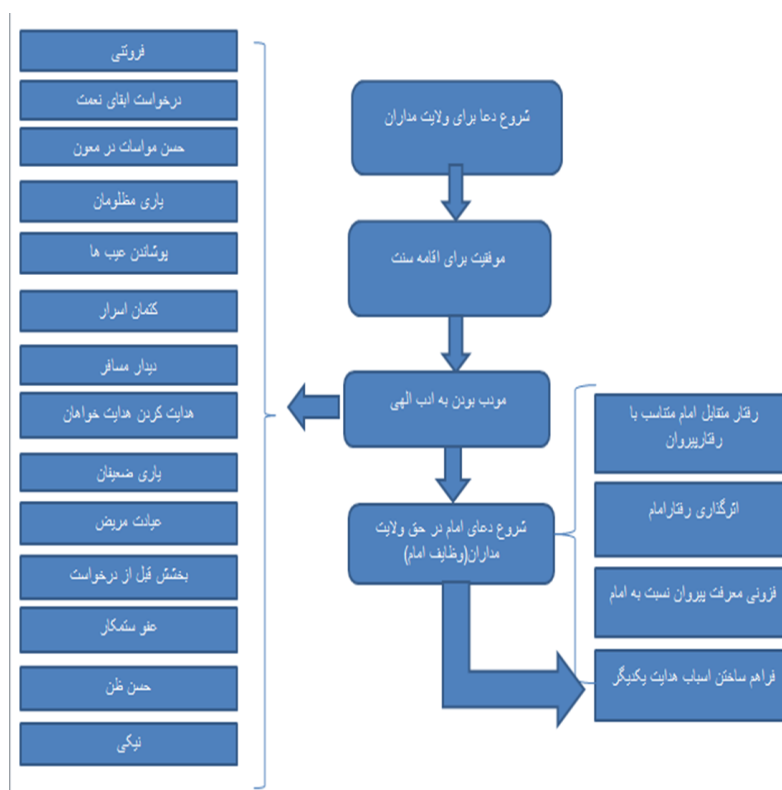 شروع دعا برای ولایت مداران
موفقیت برای اقامه سنت
مودب بودن به ادب الهی
شروع دعای امام در حق ولایت
مداران(وظایف امام)
رفتار متقابل امام متناسب با
رفتارپیروان
اثرگذاری رفتارامام
فزونی معرفت پیروان نسبت به امام
فراهم ساختن اسباب هدایت یکدیگر
فروتنی
درخواست ابقای نعمت
حسن مواسات در معون
یاری مظلومان
پوشاندن عیب ها
کتمان اسرار
دیدار مسافر
هدایت کردن هدایت خواهان
یاری ضعیفان
عیادت مریض
بخشش قبل از درخواست
عفو ستمکار
حسن ظن
نیکی